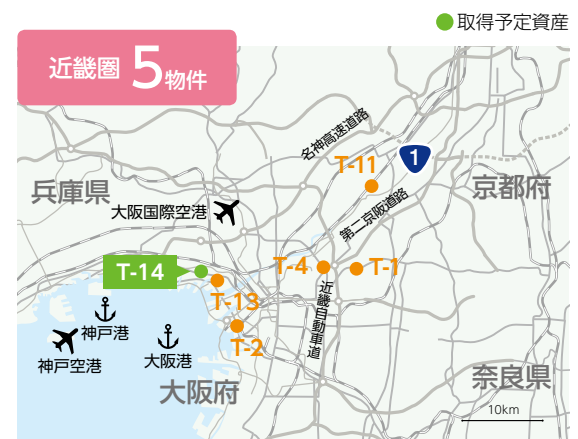 取得予定資産
近畿圏 5物件
名神高速道路
1
T-11
兵庫県
京都府
大阪国際空港
第二京阪道路
T-14
T-4
T-1
T-13
近畿自動車道
神戸港
T-2
神戸空港
大阪港
大阪府
奈良県
10km